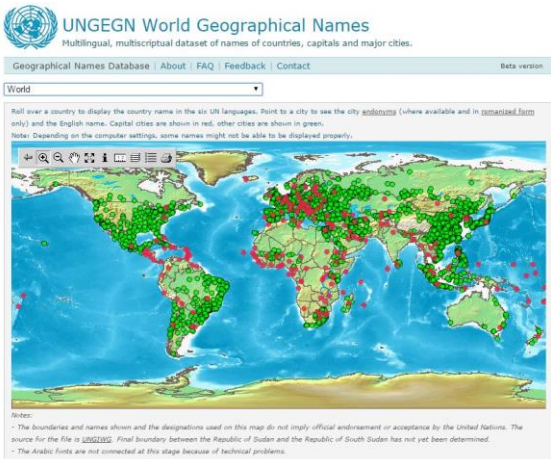 UNGEGN World Geographical Names
Multilingual, multiscriptual dataset of names of countries, capitals and major cities.
Geographical Names Database | About | FAQ | Feedback | Contact
Beta version
World
Roll over a country to display the country name in the six UN languages. Point to a city to see the city endonyms (where available and in romanized form
only) and the English name. Capital cities are shown in red, other cities are shown in green.
Note: Depending on the computer settings, some names might not be able to be displayed properly.
Notes:
- The boundaries and names shown and the designations used on this map do not imply official endorsement or acceptance by the United Nations. The
source for the file is UNGIWG. Final boundary between the Republic of Sudan and the Republic of South Sudan has not yet been determined.
- The Arabic fonts are not connected at this stage because of technical problems.